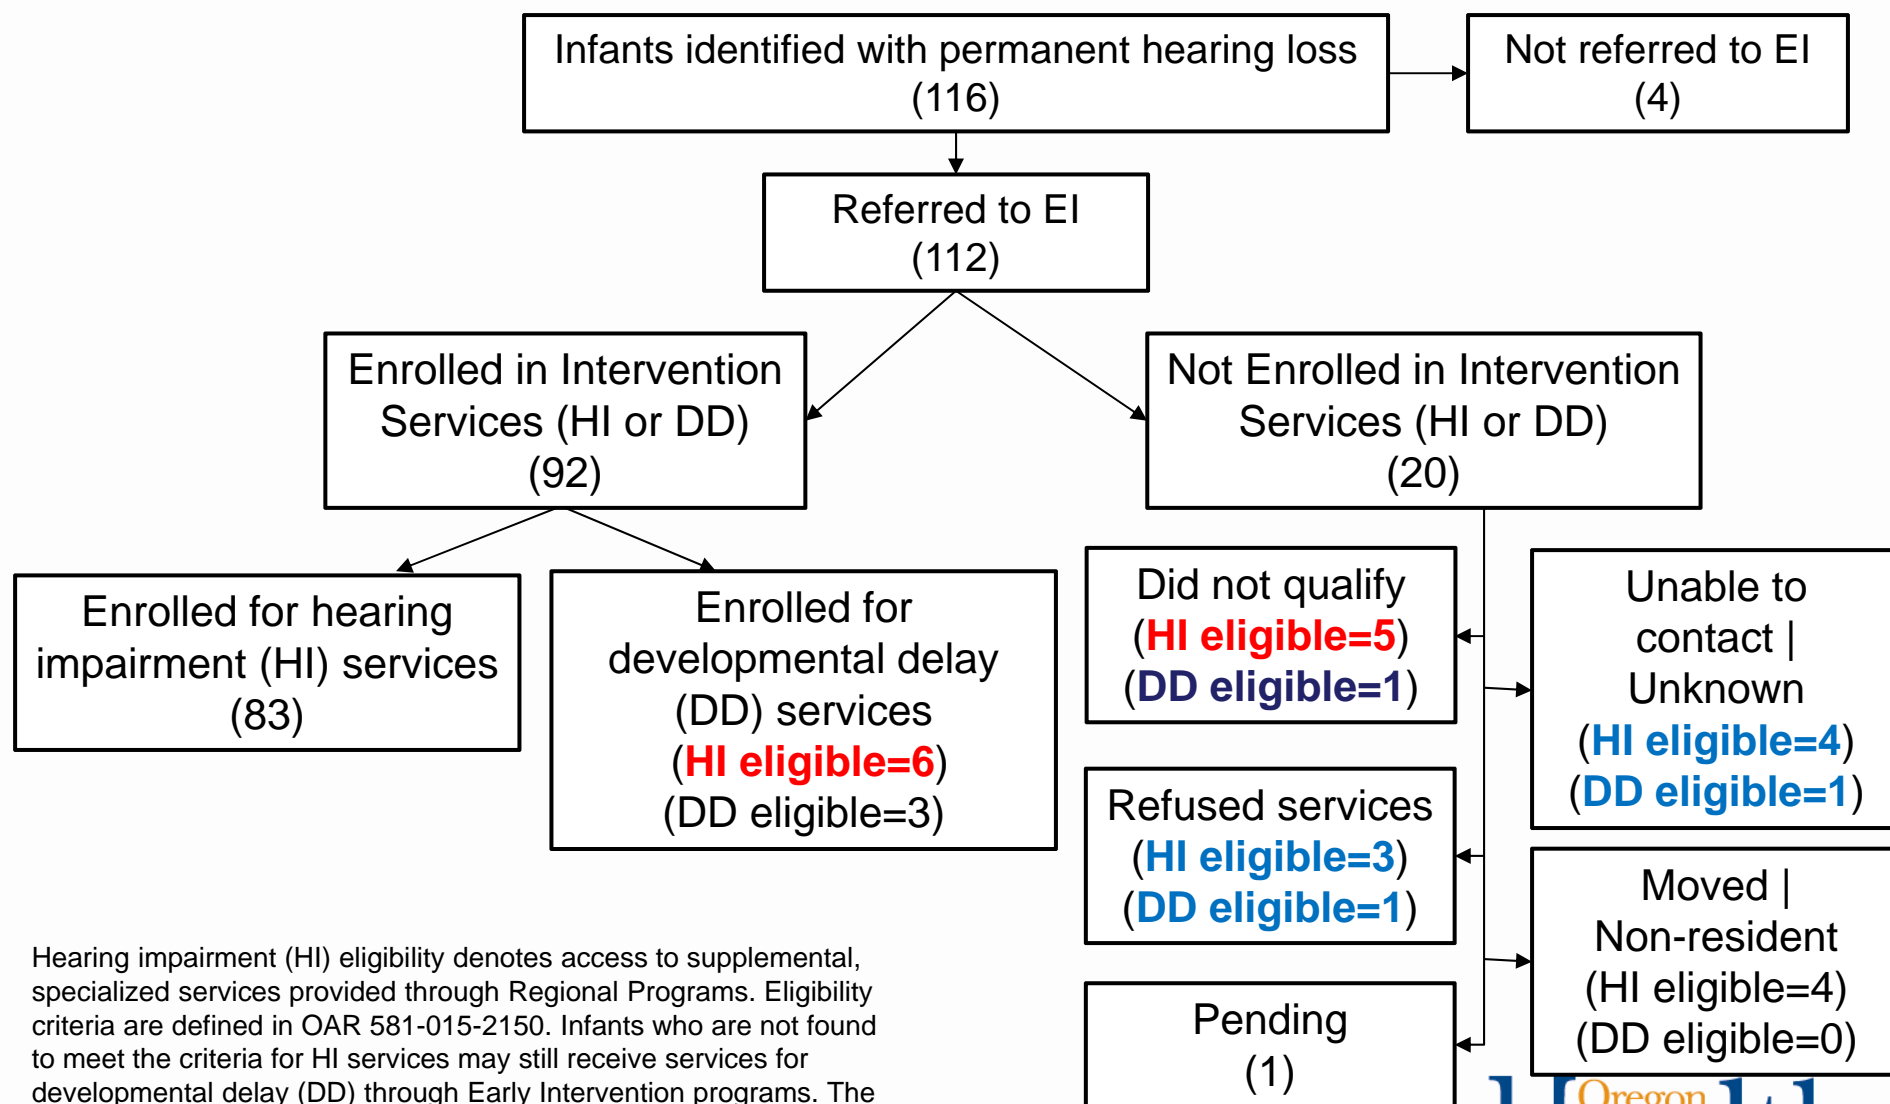 Infants identified with permanent hearing loss
(116)
Not referred to EI
(4)
Referred to EI
(112)
Enrolled in Intervention
Services (HI or DD)
(92)
Not Enrolled in Intervention
Services (HI or DD)
(20)
Enrolled for hearing
impairment (HI) services
(83)
Enrolled for
developmental delay
(DD) services
(HI eligible=6)
(DD eligible=3)
Did not qualify
(HI eligible=5)
(DD eligible=1)
Unable to
contact |
Unknown
(HI eligible=4)
(DD eligible=1)
Refused services
(HI eligible=3)
(DD eligible=1)
Moved |
Non-resident
(HI eligible=4)
(DD eligible=0)
Pending
(1)
Hearing impairment (HI) eligibility denotes access to supplemental,
specialized services provided through Regional Programs. Eligibility
criteria are defined in OAR 581-015-2150. Infants who are not found
to meet the criteria for HI services may still receive services for
developmental delay (DD) through Early Intervention programs. The
Oregon